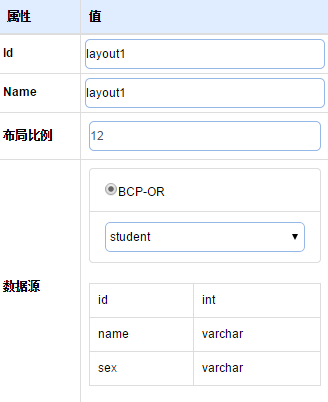 属性 值
Id layout1
Name layout1
布局比例 12
BCP-OR
student
数据源
id int
name varchar
sex varchar